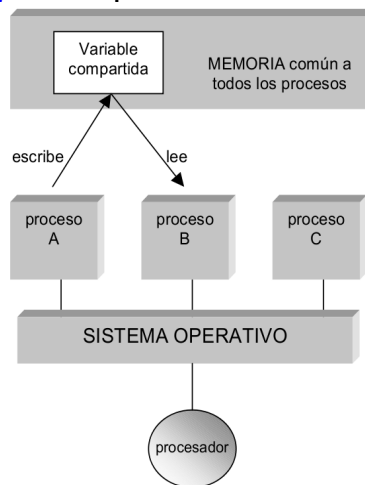 Variable
compartida
MEMORIA común a
todos los procesos
escribe
lee
proceso
A
proceso
B
proceso
C
SISTEMA OPERATIVO
procesador